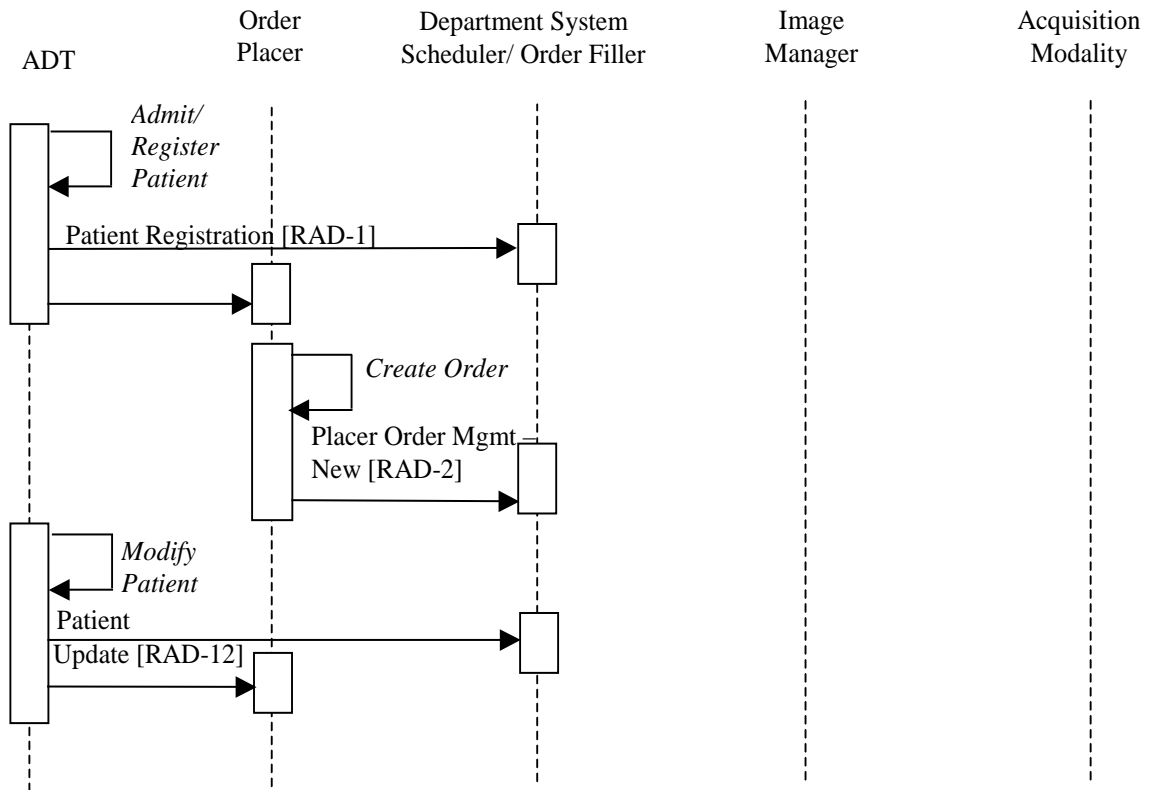 ADT
Order
Placer
Department System
Scheduler/ Order Filler
Image
Manager
Acquisition
Modality
Admit/
Register
Patient
Patient Registration [RAD-1]
Create Order
Placer Order Mgmt –
New [RAD-2]
Modify
Patient
Patient
Update [RAD-12]